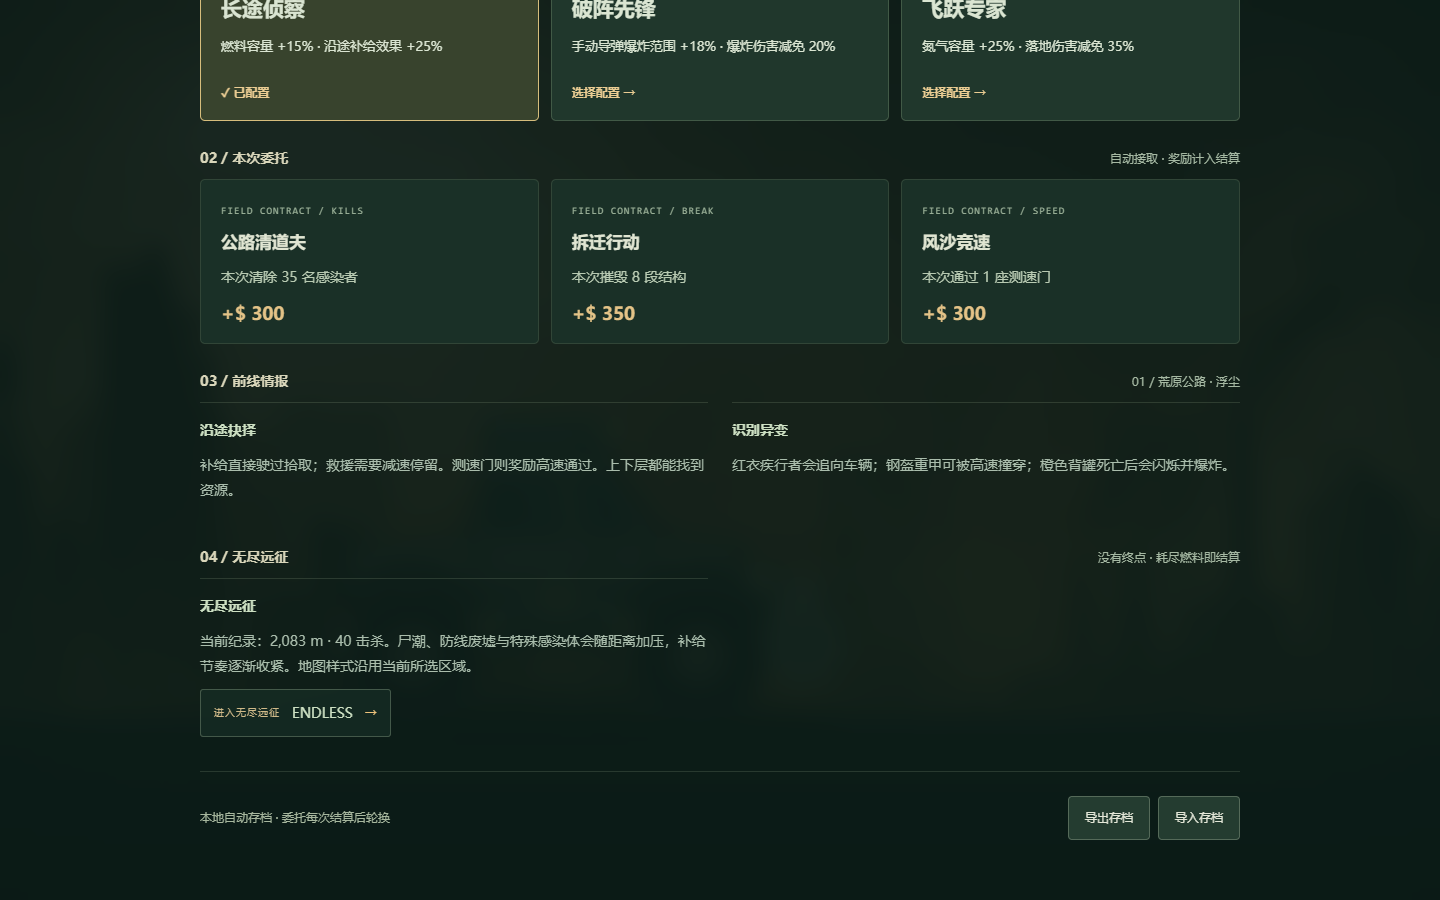 长途侦察
破阵先锋
飞跃专家
燃料容量 +15% · 沿途补给效果 +25%
手动导弹爆炸范围 +18% · 爆炸伤害减免 20%
氮气容量 +25% · 落地伤害减免 35%
✓ 已配置
选择配置 →
选择配置 →
02 / 本次委托
自动接取 · 奖励计入结算
FIELD CONTRACT / KILLS
公路清道夫
本次清除 35 名感染者
+$ 300
FIELD CONTRACT / BREAK
拆迁行动
本次摧毁 8 段结构
+$ 350
FIELD CONTRACT / SPEED
风沙竞速
本次通过 1 座测速门
+$ 300
03 / 前线情报
01 / 荒原公路 · 浮尘
沿途抉择
补给直接驶过拾取；救援需要减速停留。测速门则奖励高速通过。上下层都能找到
资源。
识别异变
红衣疾行者会追向车辆；钢盔重甲可被高速撞穿；橙色背罐死亡后会闪烁并爆炸。
04 / 无尽远征
没有终点 · 耗尽燃料即结算
无尽远征
当前纪录：2,083 m · 40 击杀。尸潮、防线废墟与特殊感染体会随距离加压，补给
节奏逐渐收紧。地图样式沿用当前所选区域。
进入无尽远征 ENDLESS →
本地自动存档 · 委托每次结算后轮换
导出存档
导入存档